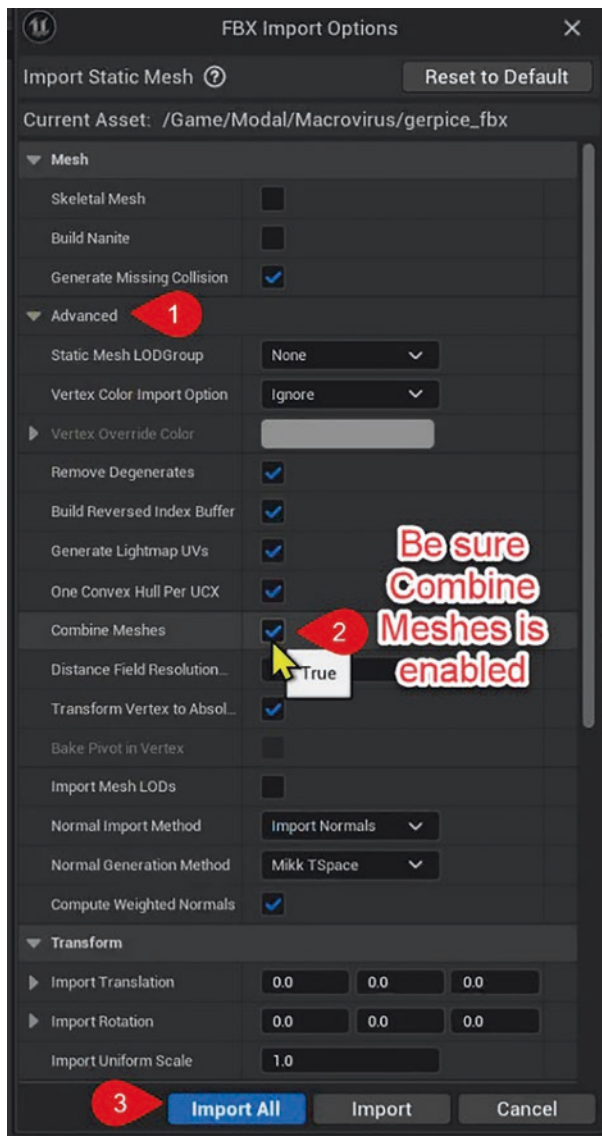 FBX Import Options
Import Static Mesh ?
Reset to Default
Current Asset: /Game/Modal/Macrovirus/gerpice_fbx
Mesh
Skeletal Mesh
Build Nanite
Generate Missing Collision
Advanced 1
Static Mesh LODGroup None
Vertex Color Import Option Ignore
Vertex Override Color
Remove Degenerates
Build Reversed Index Buffer
Generate Lightmap UVs
One Convex Hull Per UCX
Combine Meshes 2
Be sure
Combine
Meshes is
enabled
Distance Field Resolution...
True
Transform Vertex to Absol...
Bake Pivot in Vertex
Import Mesh LODs
Normal Import Method Import Normals
Normal Generation Method Mikk TSpace
Compute Weighted Normals
Transform
Import Translation 0.0 0.0 0.0
Import Rotation 0.0 0.0 0.0
Import Uniform Scale 1.0
3 Import All Import Cancel